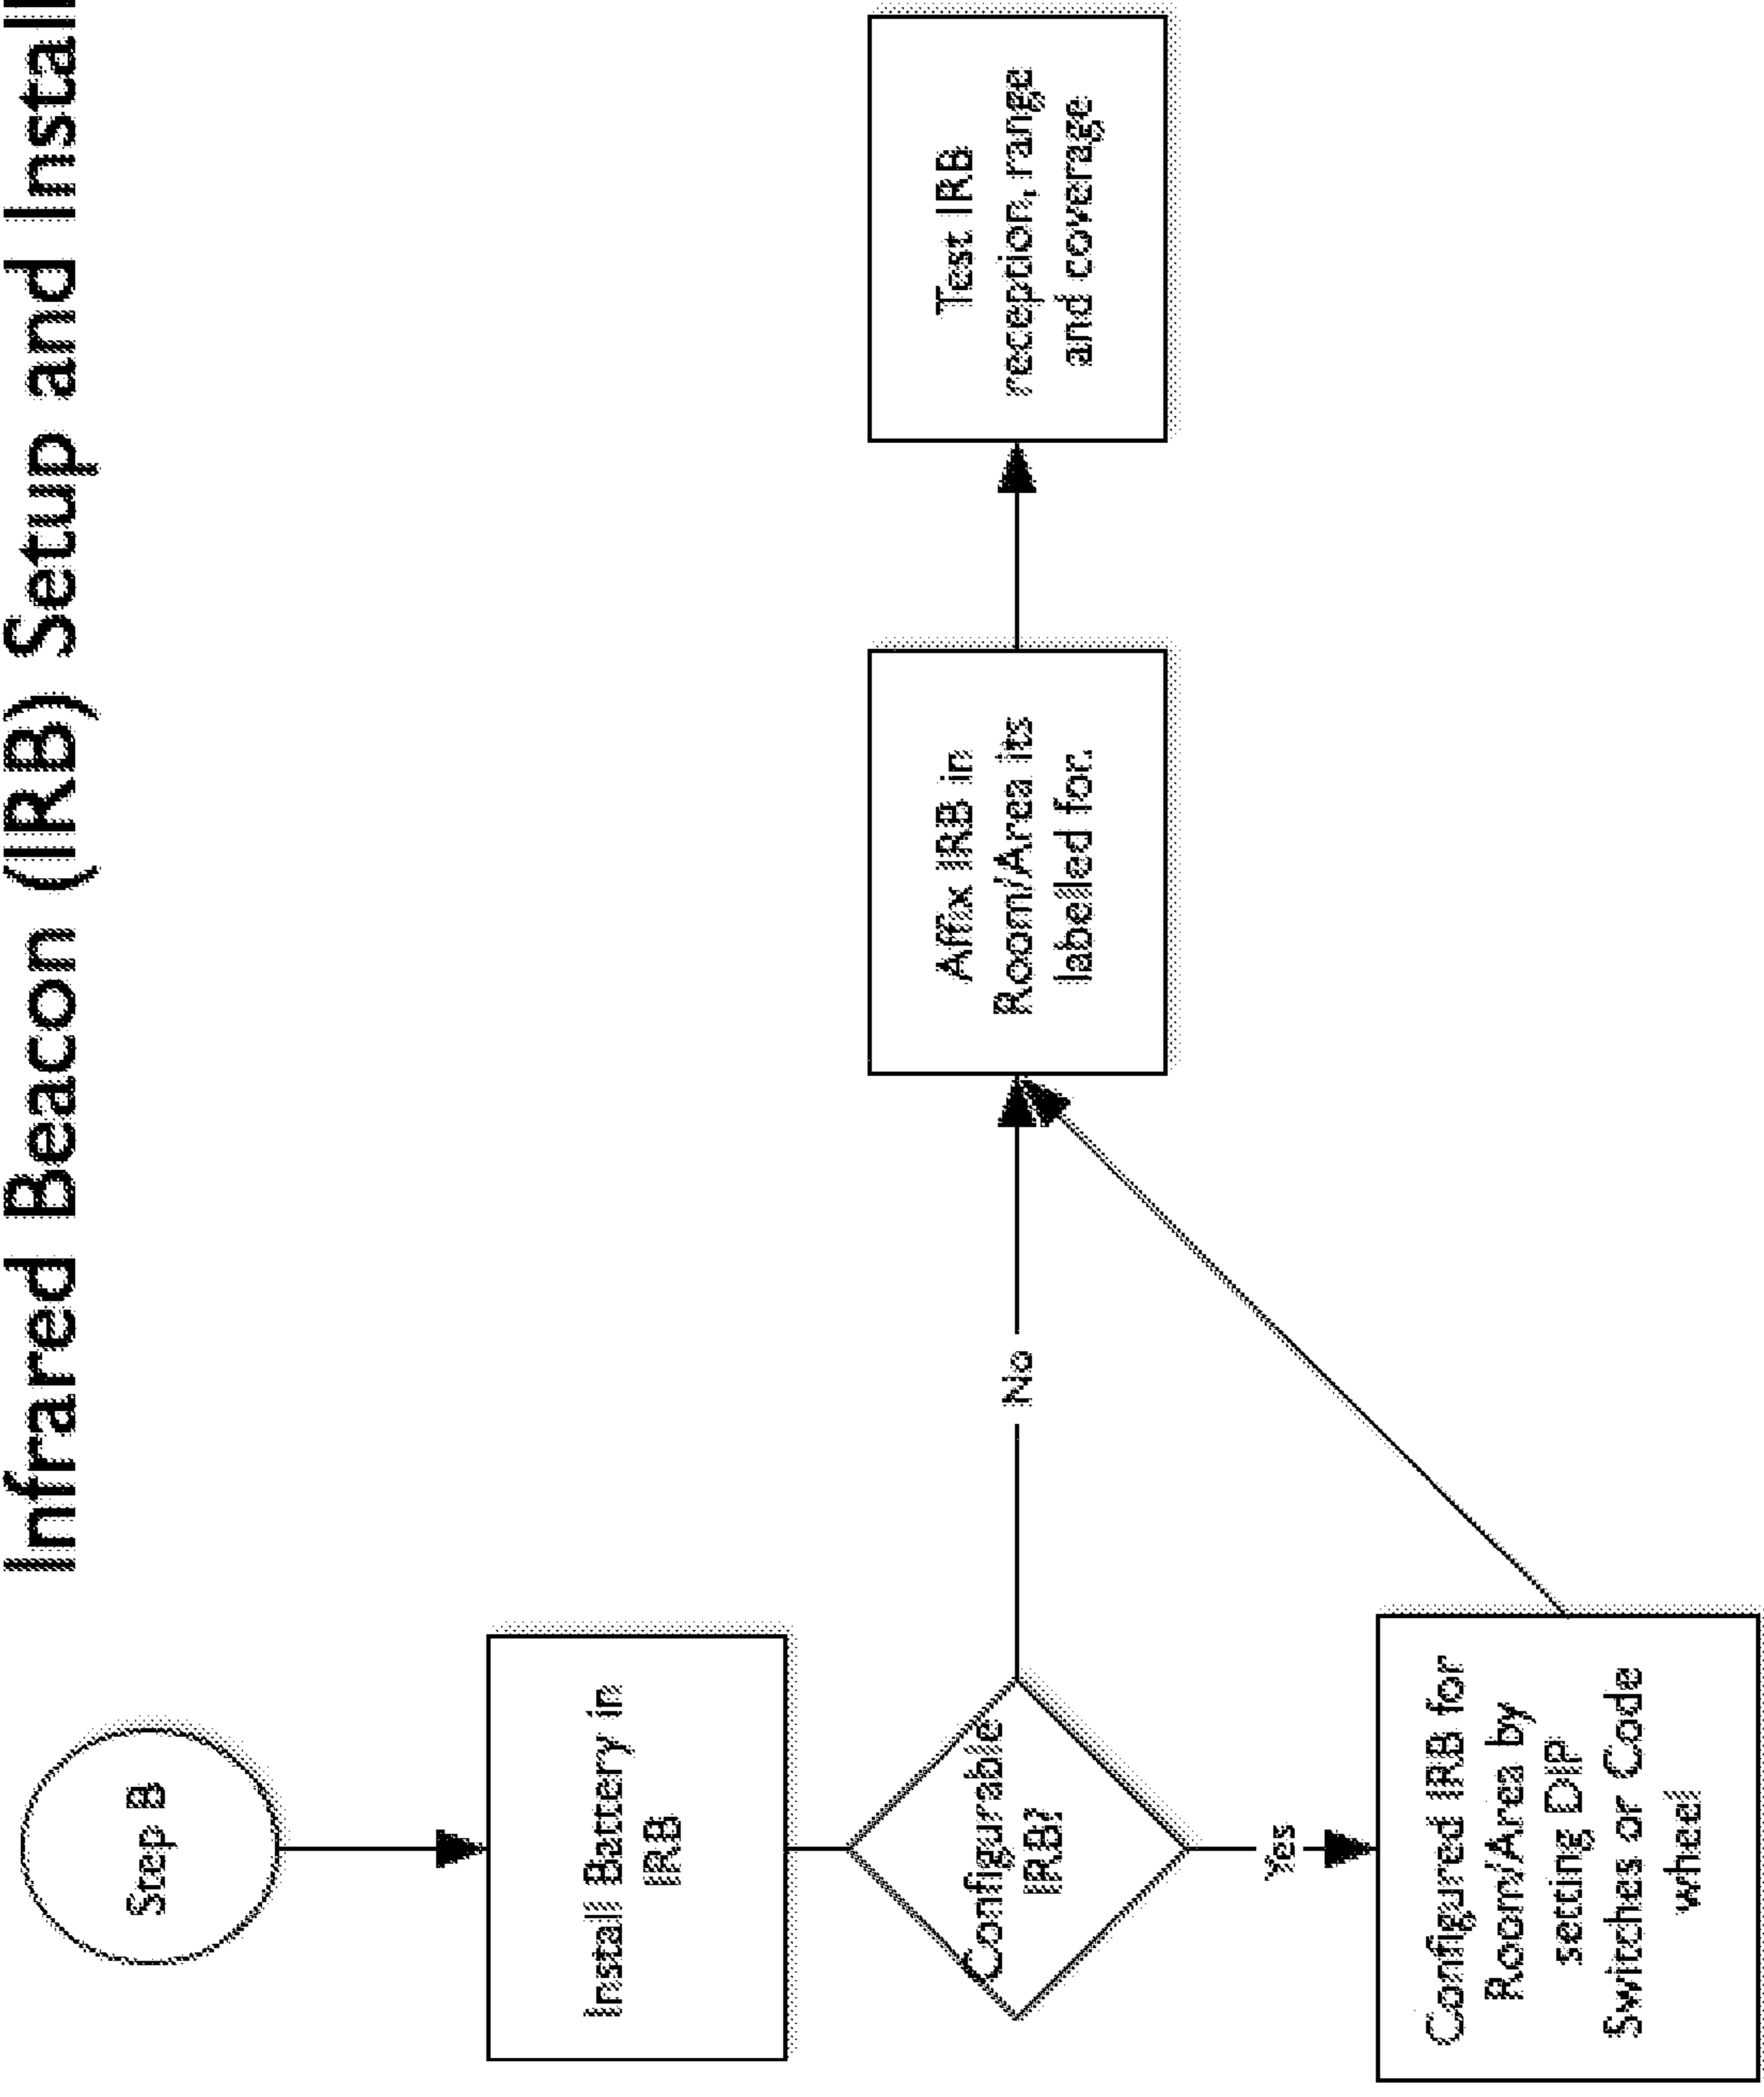 Infrared Beacon (IRB) Setup and Install
Step B
Install Battery in
IRB
Configurable
IRB?
No
Yes
Configured IRB for
Room/Area by
setting DIP
Switches or Code
wheel
Affix IRB in
Room/Area its
labelled for.
Test IRB
reception, range
and coverage